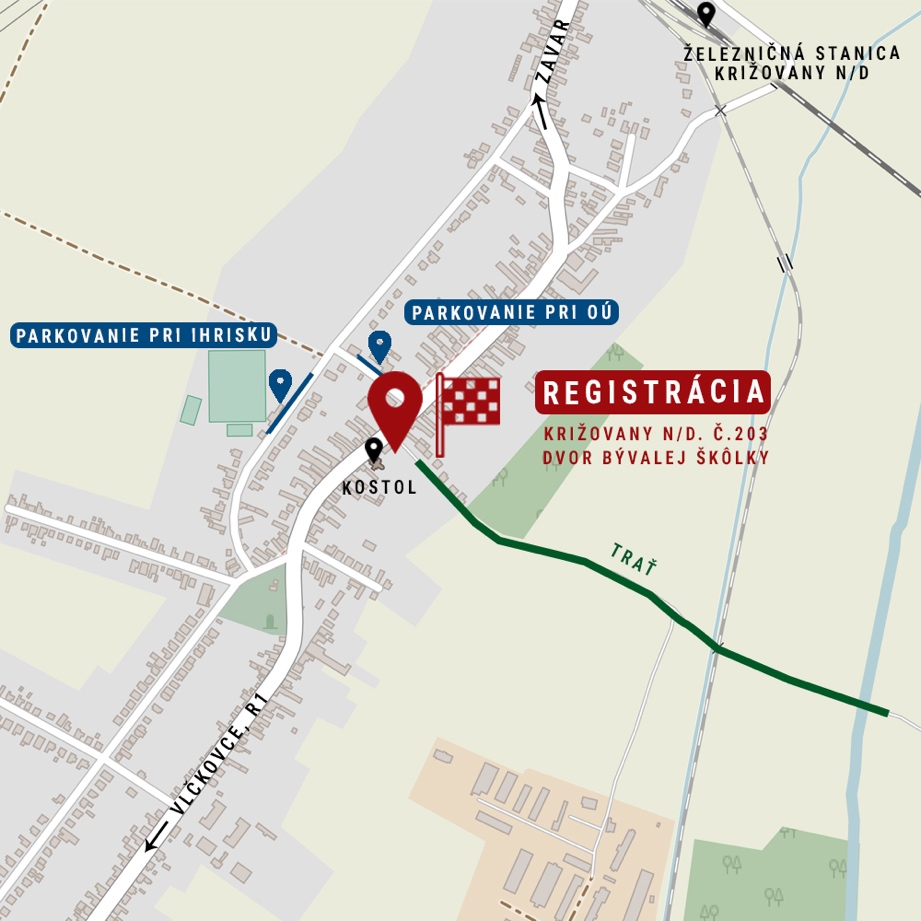 ZAVAR
ŽELEZNIČNÁ STANICA
KRIŽOVANY N/D
PARKOVANIE PRI OÚ
PARKOVANIE PRI IHRISKU
REGISTRÁCIA
KRIŽOVANY N/D. Č.203
DVOR BÝVALEJ ŠKÔLKY
KOSTOL
TRAŤ
VLČKOVCE, R1